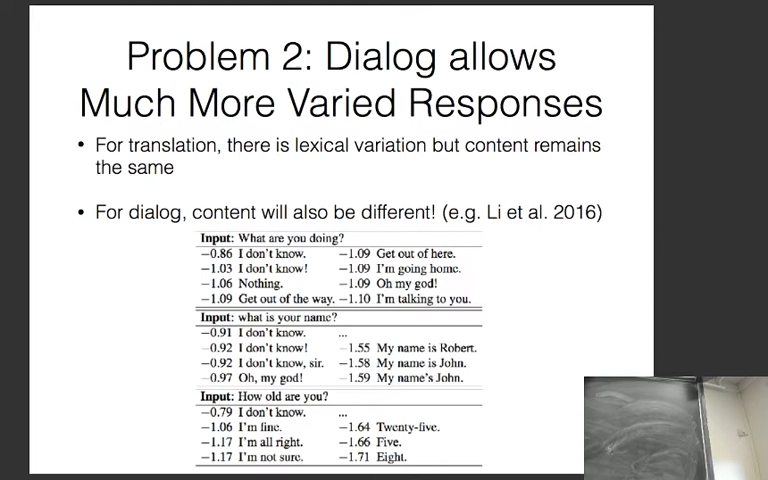 Problem 2: Dialog allows
Much More Varied Responses
• For translation, there is lexical variation but content remains
the same
• For dialog, content will also be different! (e.g. Li et al. 2016)
Input: What are you doing?
−0.86 I don't know. −1.09 Get out of here.
−1.03 I don't know! −1.09 I'm going home.
−1.06 Nothing. −1.09 Oh my god!
−1.09 Get out of the way. −1.10 I'm talking to you.
Input: what is your name?
−0.91 I don't know. ...
−0.92 I don't know! −1.55 My name is Robert.
−0.92 I don't know, sir. −1.58 My name is John.
−0.97 Oh, my god! −1.59 My name's John.
Input: How old are you?
−0.79 I don't know. ...
−1.06 I'm fine. −1.64 Twenty-five.
−1.17 I'm all right. −1.66 Five.
−1.17 I'm not sure. −1.71 Eight.